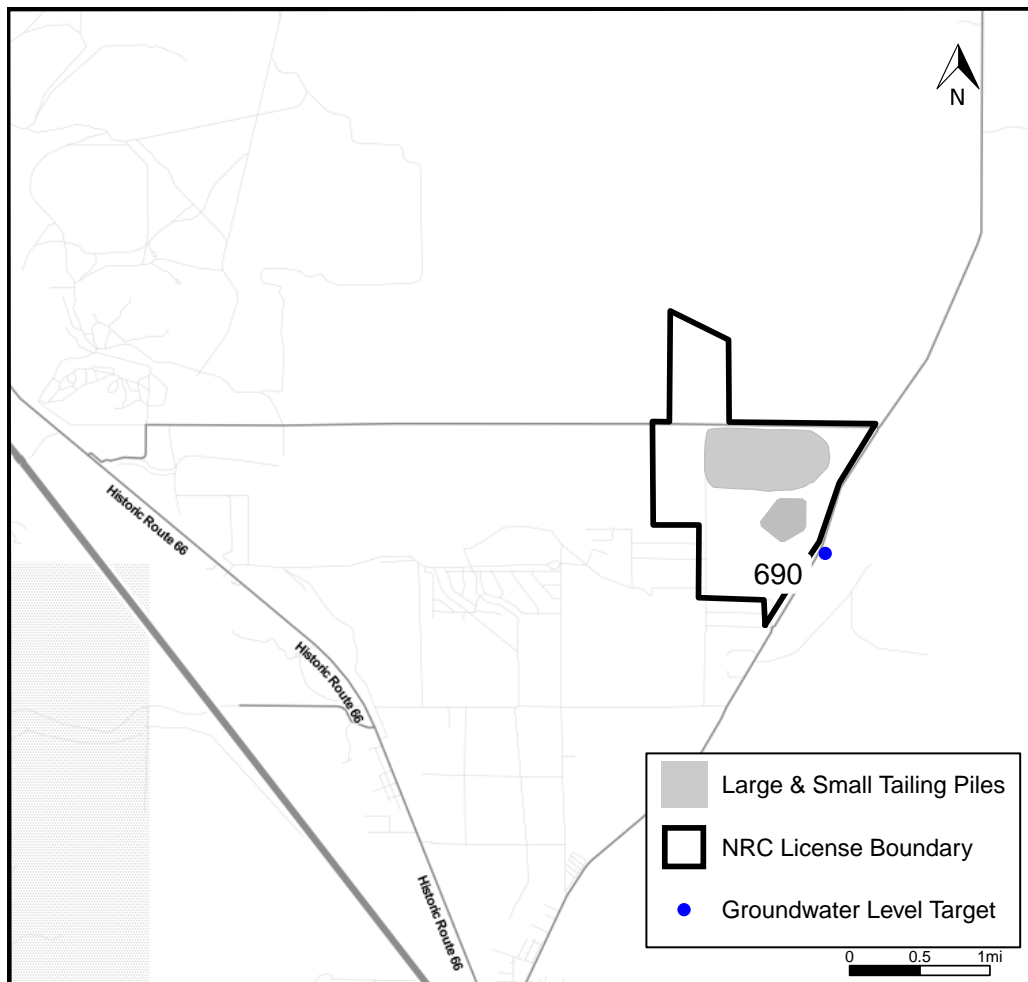 N
Historic Route 66
690
Historic Route 66
Historic Route 66
Large & Small Tailing Piles
NRC License Boundary
Groundwater Level Target
0 0.5 1mi